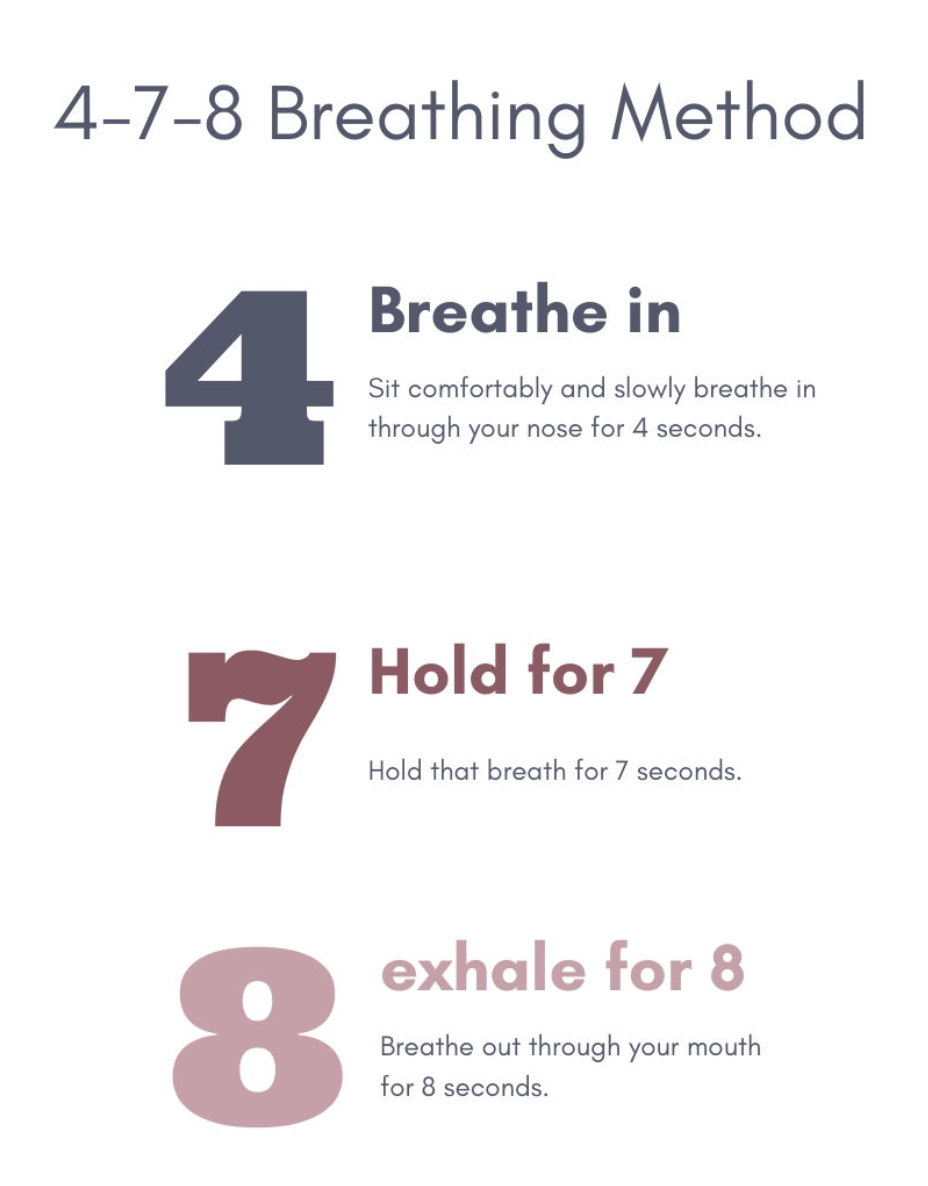 4-7-8 Breathing Method
4
Breathe in
Sit comfortably and slowly breathe in
through your nose for 4 seconds.
7
Hold for 7
Hold that breath for 7 seconds.
8
exhale for 8
Breathe out through your mouth
for 8 seconds.